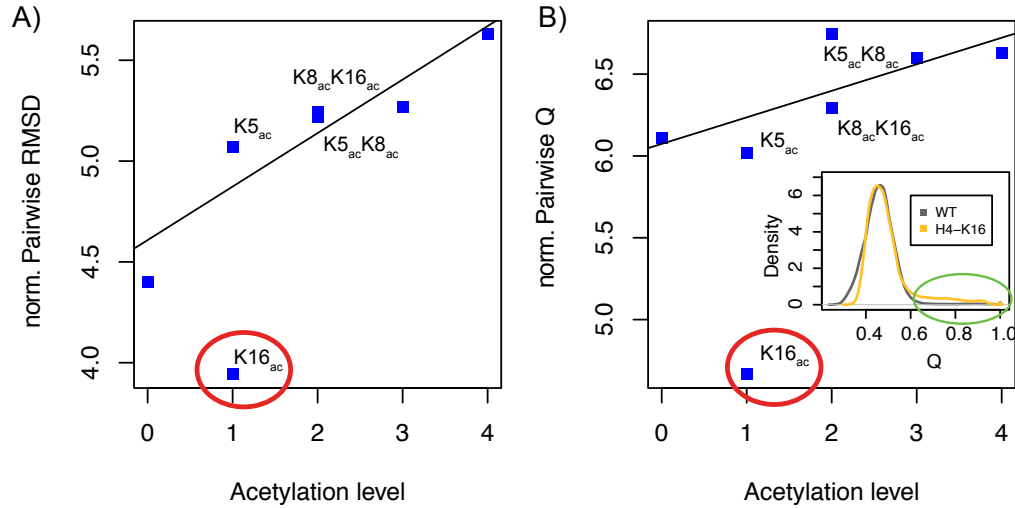 A)
norm. Pairwise RMSD
5.5
5.0
4.5
4.0
K8acK16ac
K5ac
K5acK8ac
K16ac
0 1 2 3 4
Acetylation level
B)
norm. Pairwise Q
6.5
6.0
5.5
5.0
K5acK8ac
K8acK16ac
K5ac
K16ac
Density
6
4
2
0
WT
H4–K16
0.4 0.6 0.8 1.0
Q
0 1 2 3 4
Acetylation level